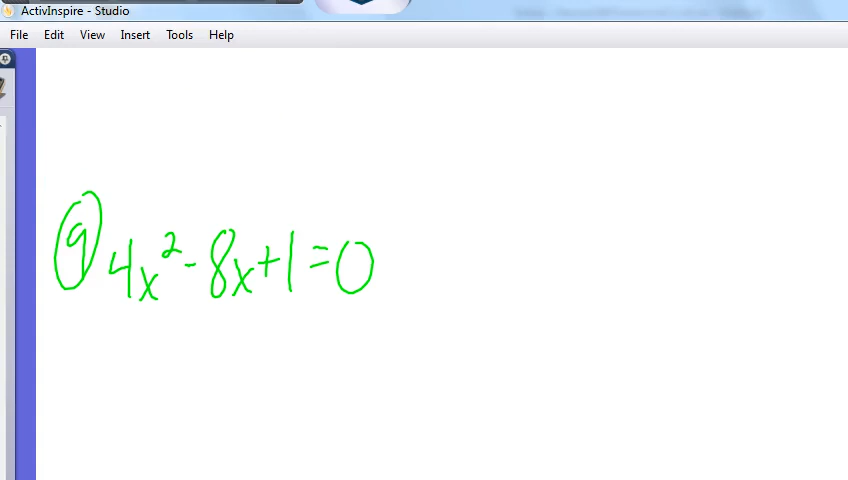 ActivInspire - Studio
File Edit View Insert Tools Help
9 4x² - 8x + 1 = 0